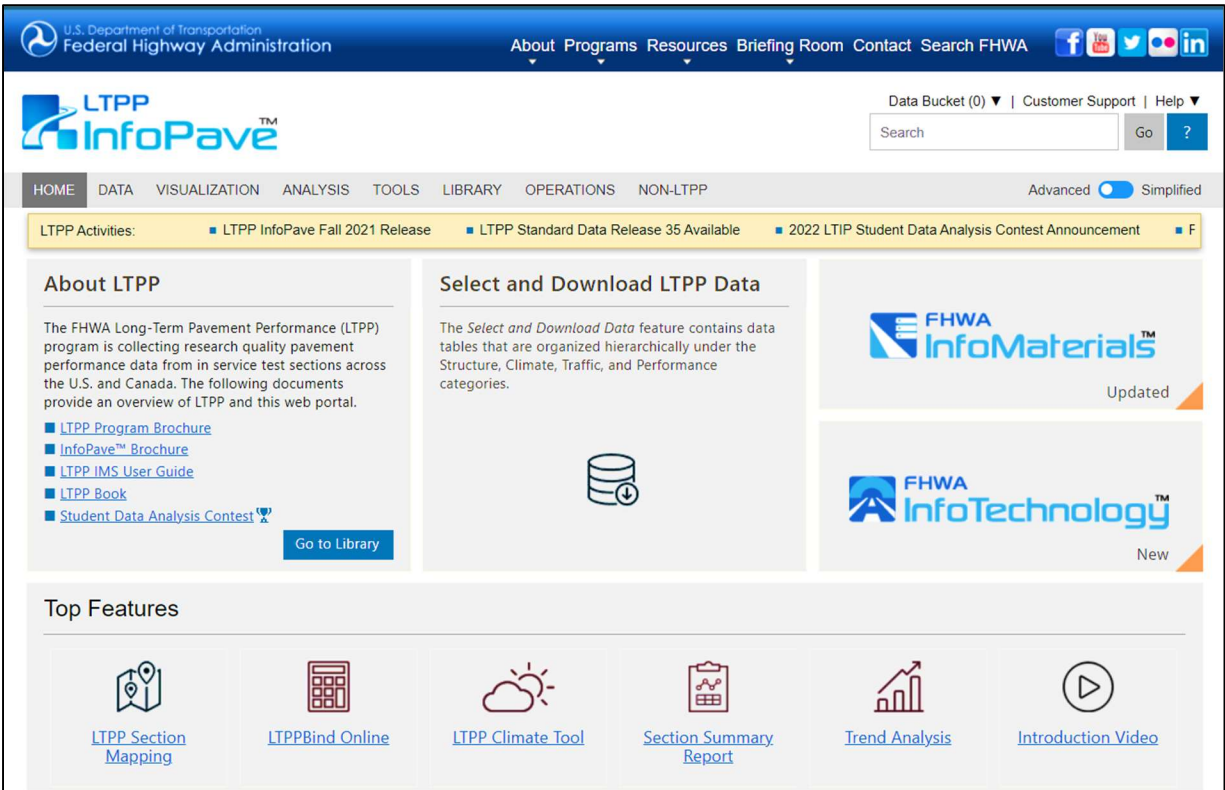 U.S. Department of Transportation
Federal Highway Administration
About Programs Resources Briefing Room Contact Search FHWA
f You Tube in
LTPP
InfoPave™
Data Bucket (0) ▼ | Customer Support | Help ▼
Search Go ?
HOME DATA VISUALIZATION ANALYSIS TOOLS LIBRARY OPERATIONS NON-LTPP Advanced Simplified
LTPP Activities: ■ LTPP InfoPave Fall 2021 Release ■ LTPP Standard Data Release 35 Available ■ 2022 LTIP Student Data Analysis Contest Announcement ■ F
About LTPP
The FHWA Long-Term Pavement Performance (LTPP)
program is collecting research quality pavement
performance data from in service test sections across
the U.S. and Canada. The following documents
provide an overview of LTPP and this web portal.
■ LTPP Program Brochure
■ InfoPave™ Brochure
■ LTPP IMS User Guide
■ LTPP Book
■ Student Data Analysis Contest
Go to Library
Select and Download LTPP Data
The Select and Download Data feature contains data
tables that are organized hierarchically under the
Structure, Climate, Traffic, and Performance
categories.
FHWA
InfoMaterials™
Updated
FHWA
InfoTechnology™
New
Top Features
LTPP Section
Mapping
LTPPBind Online
LTPP Climate Tool
Section Summary
Report
Trend Analysis
Introduction Video